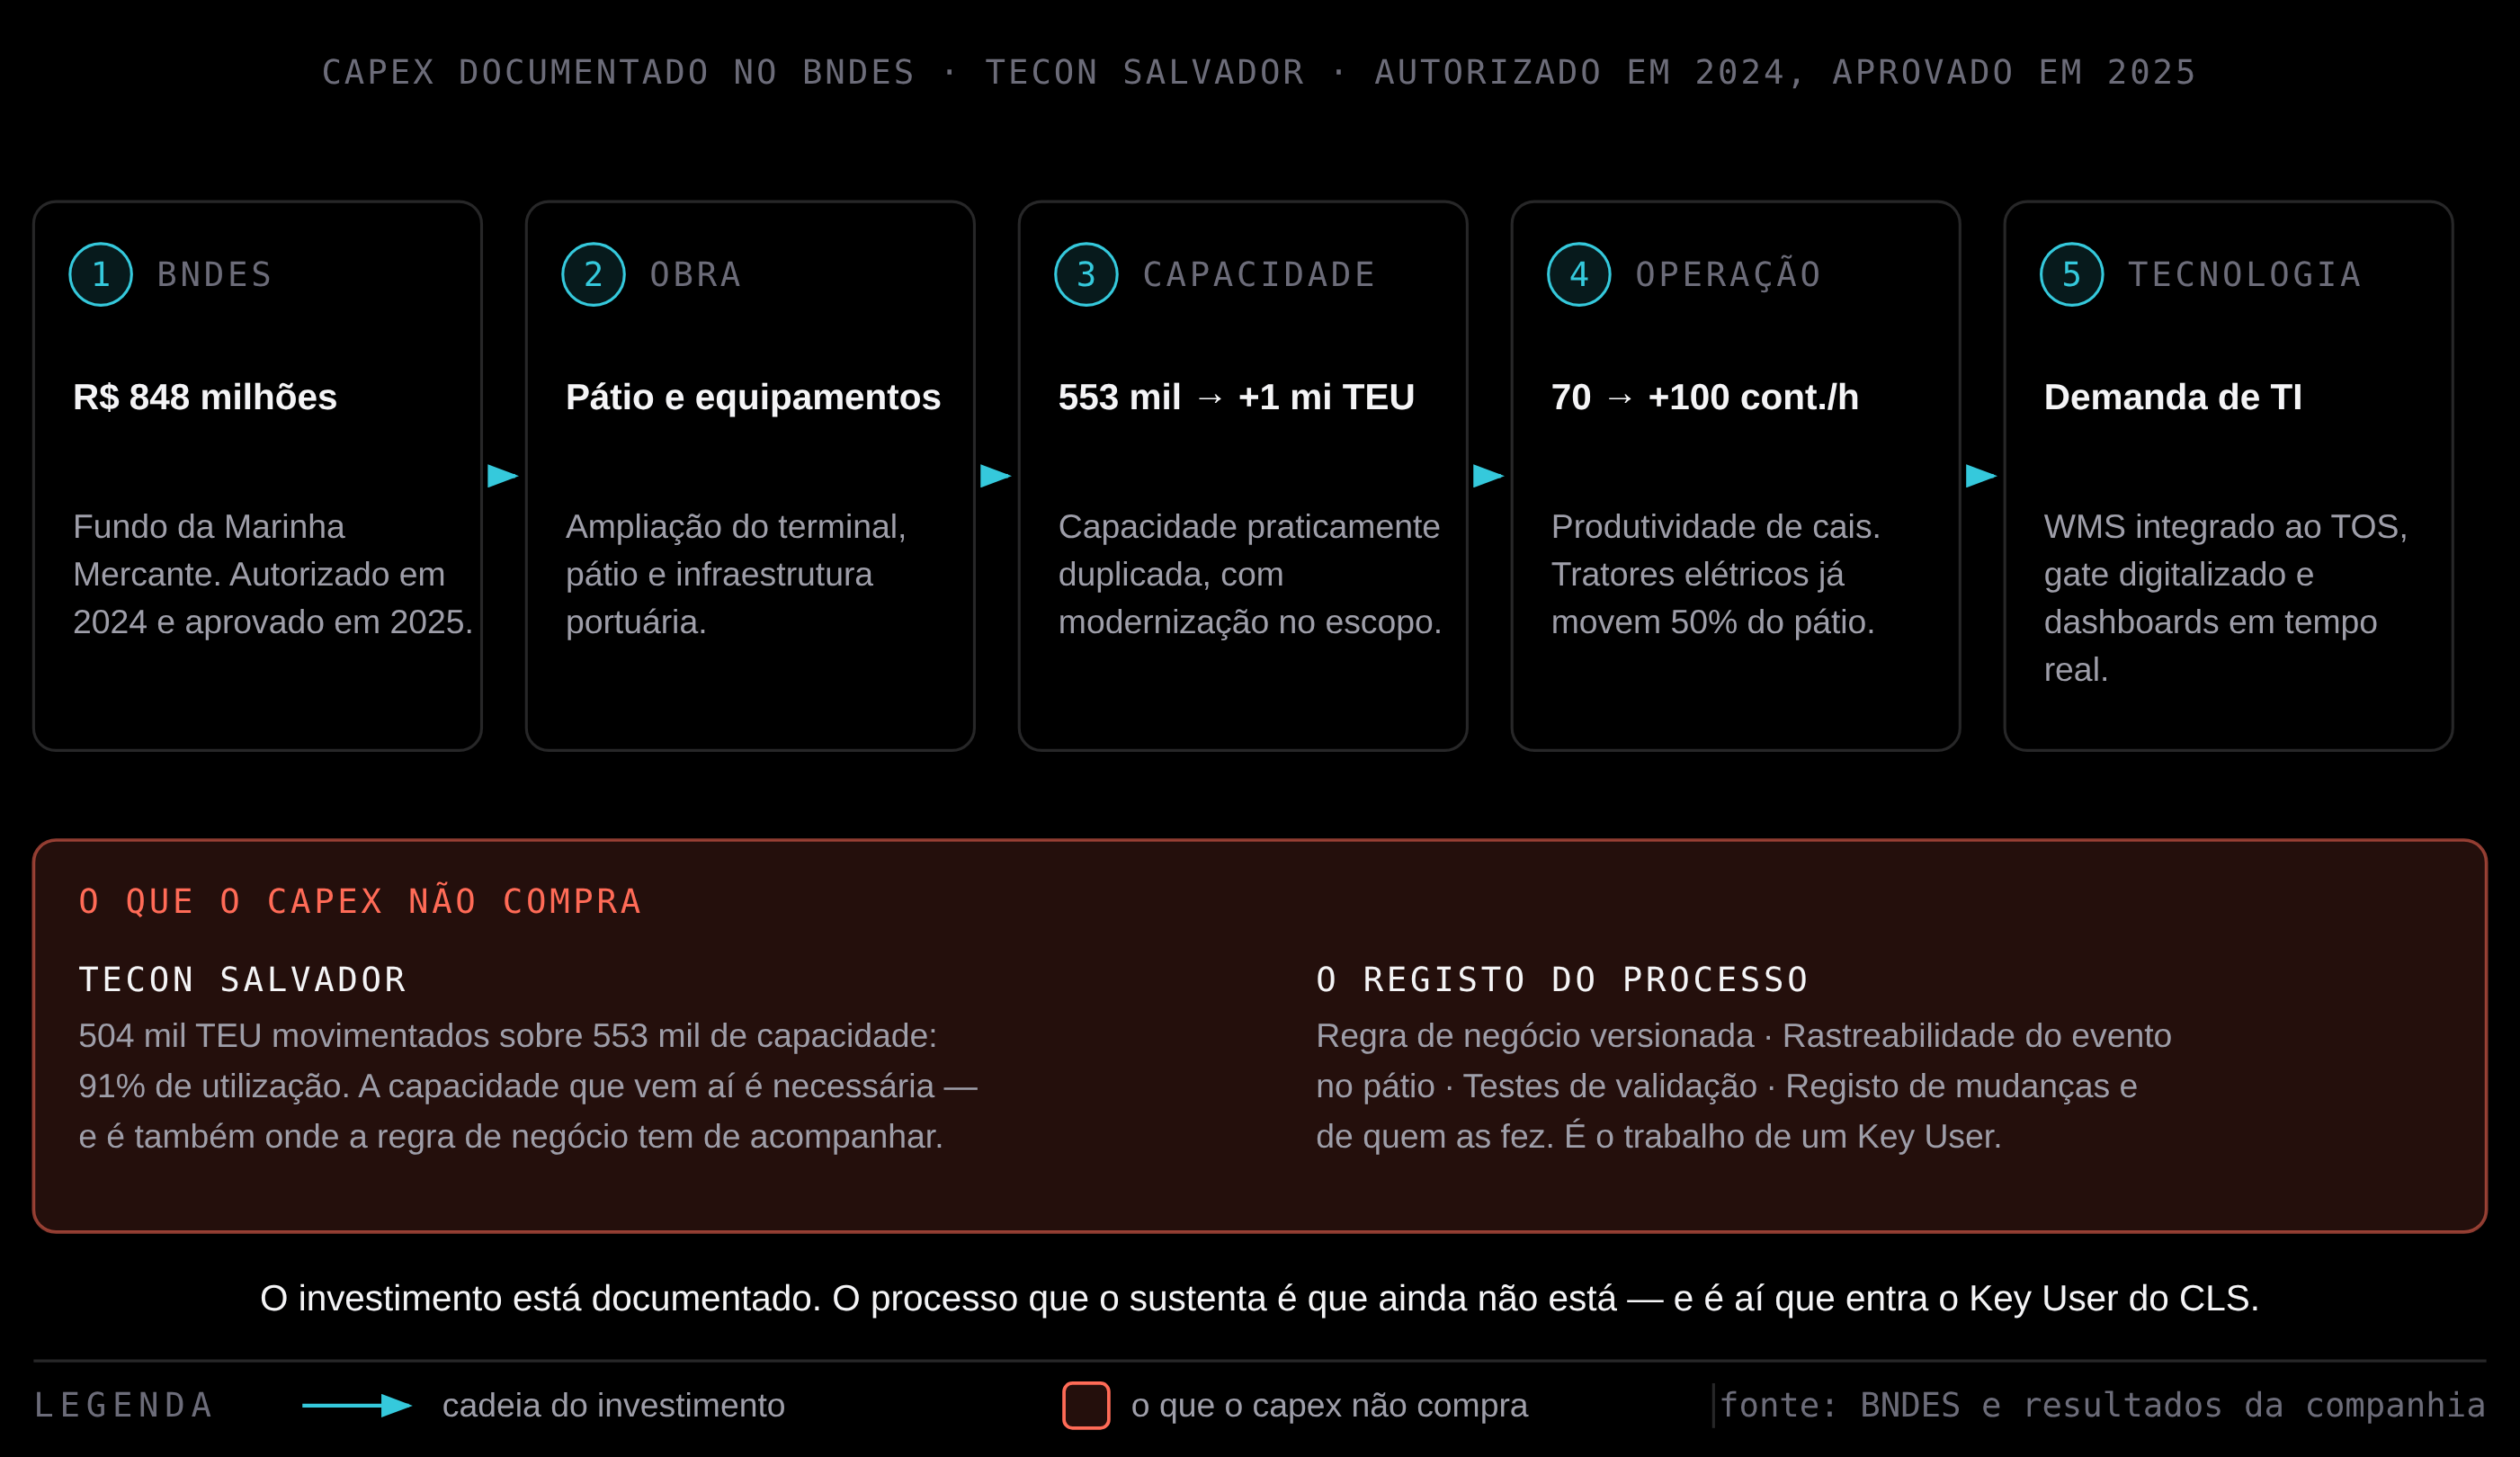 CAPEX DOCUMENTADO NO BNDES · TECON SALVADOR · AUTORIZADO EM 2024, APROVADO EM 2025
1 BNDES
R$ 848 milhões
Fundo da Marinha
Mercante. Autorizado em
2024 e aprovado em 2025.
2 OBRA
Pátio e equipamentos
Ampliação do terminal,
pátio e infraestrutura
portuária.
3 CAPACIDADE
553 mil → +1 mi TEU
Capacidade praticamente
duplicada, com
modernização no escopo.
4 OPERAÇÃO
70 → +100 cont./h
Produtividade de cais.
Tratores elétricos já
movem 50% do pátio.
5 TECNOLOGIA
Demanda de TI
WMS integrado ao TOS,
gate digitalizado e
dashboards em tempo
real.
O QUE O CAPEX NÃO COMPRA
TECON SALVADOR
504 mil TEU movimentados sobre 553 mil de capacidade:
91% de utilização. A capacidade que vem aí é necessária —
e é também onde a regra de negócio tem de acompanhar.
O REGISTO DO PROCESSO
Regra de negócio versionada · Rastreabilidade do evento
no pátio · Testes de validação · Registo de mudanças e
de quem as fez. É o trabalho de um Key User.
O investimento está documentado. O processo que o sustenta é que ainda não está — e é aí que entra o Key User do CLS.
LEGENDA
cadeia do investimento
o que o capex não compra
fonte: BNDES e resultados da companhia